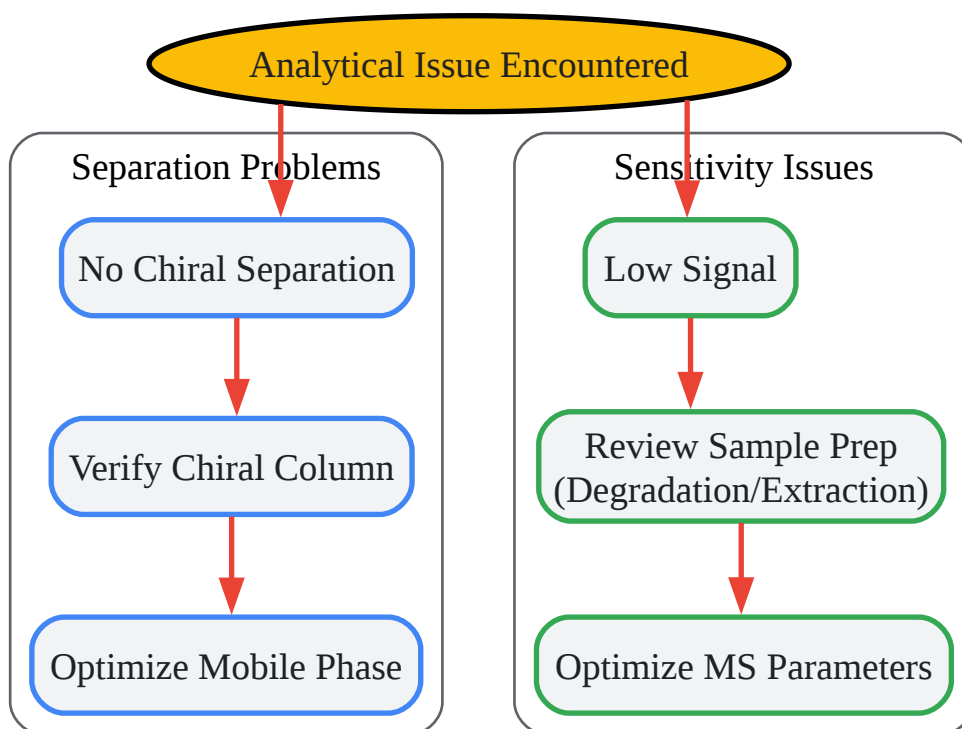 Analytical Issue Encountered
Separation Problems
No Chiral Separation
Verify Chiral Column
Optimize Mobile Phase
Sensitivity Issues
Low Signal
Review Sample Prep
(Degradation/Extraction)
Optimize MS Parameters